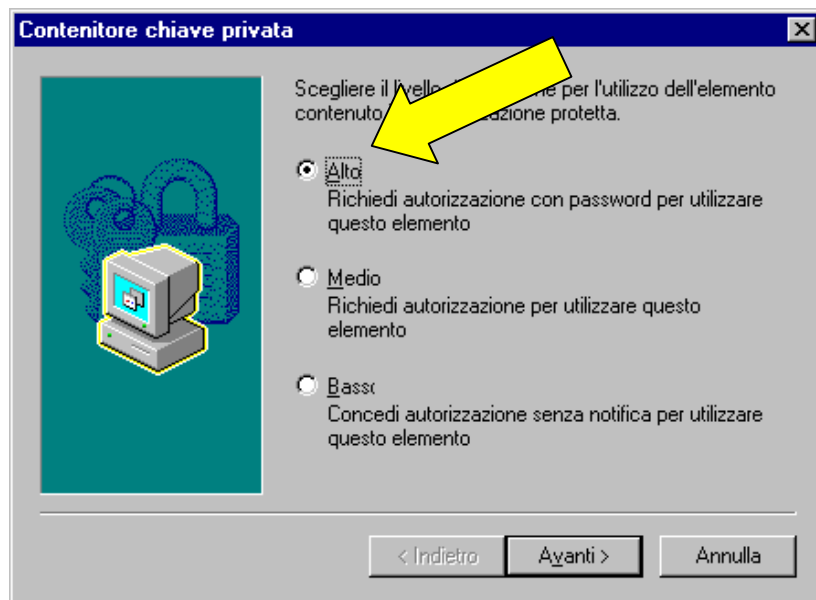 Contenitore chiave privata
Scegliere il livello per l'utilizzo dell'elemento
contenuto protetta.
Alto
Richiedi autorizzazione con password per utilizzare
questo elemento
Medio
Richiedi autorizzazione per utilizzare questo
elemento
Basso
Concedi autorizzazione senza notifica per utilizzare
questo elemento
< Indietro
Avanti >
Annulla